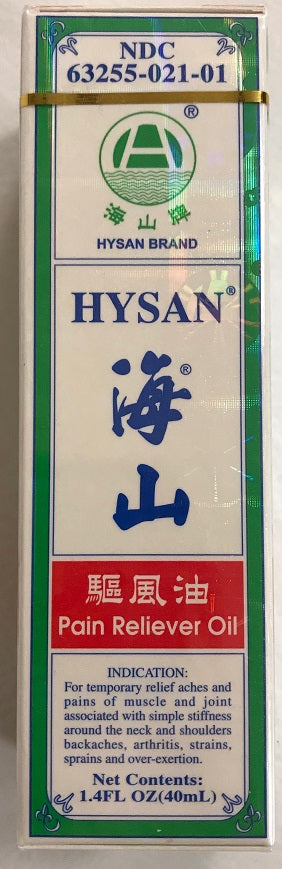 NDC
63255-021-01
®
海山牌
HYSAN BRAND
HYSAN®
海®
山
驅風油
Pain Reliever Oil
INDICATION:
For temporary relief aches and
pains of muscle and joint
associated with simple stiffness
around the neck and shoulders
backaches, arthritis, strains,
sprains and over-exertion.
Net Contents:
1.4FL OZ(40mL)